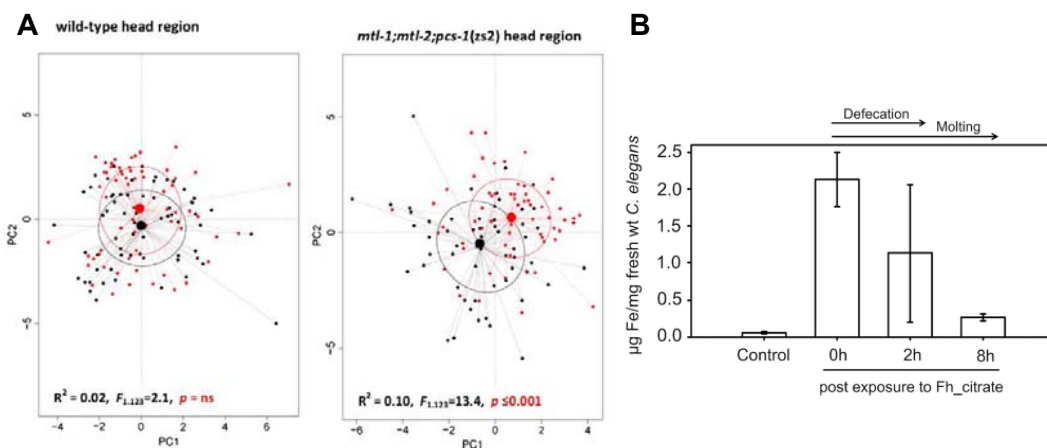 A
wild-type head region
PC2
5
0
−5
−4
−2
0
2
4
6
PC1
R² = 0.02, F1.123=2.1, p = ns
mtl-1;mtl-2;pcs-1(zs2) head region
PC2
5
0
−5
−6
−4
−2
0
2
4
PC1
R² = 0.10, F1.123=13.4, p ≤0.001
B
Defecation
Molting
µg Fe/mg fresh wt C. elegans
2.5
2.0
1.5
1.0
0.5
0.0
Control
0h
2h
8h
post exposure to Fh_citrate